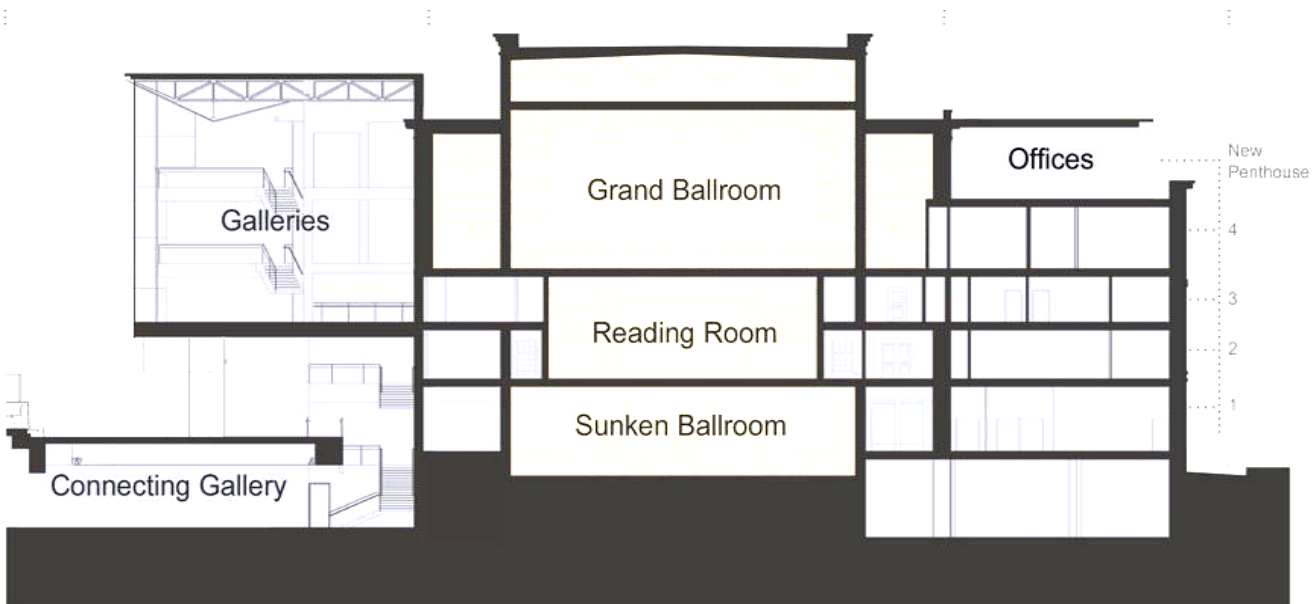 Grand Ballroom
Offices
New
Penthouse
Galleries
4
3
Reading Room
2
Sunken Ballroom
1
Connecting Gallery